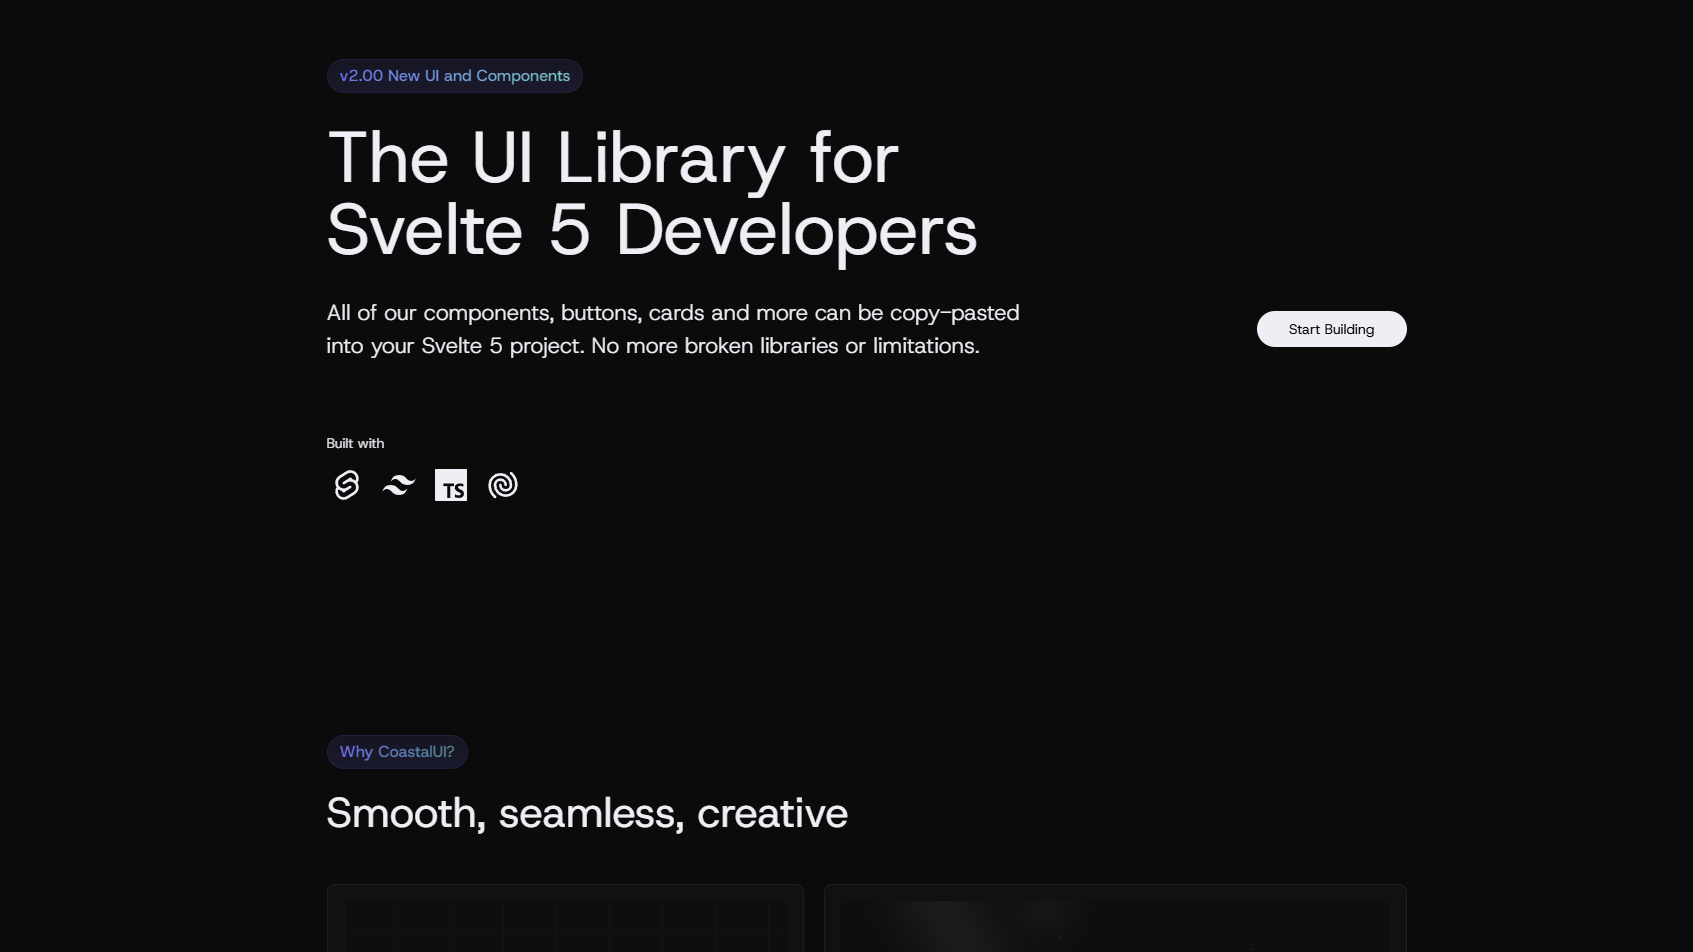 v2.00 New UI and Components
The UI Library for
Svelte 5 Developers
All of our components, buttons, cards and more can be copy-pasted
into your Svelte 5 project. No more broken libraries or limitations.
Start Building
Built with
TS
Why CoastalUI?
Smooth, seamless, creative